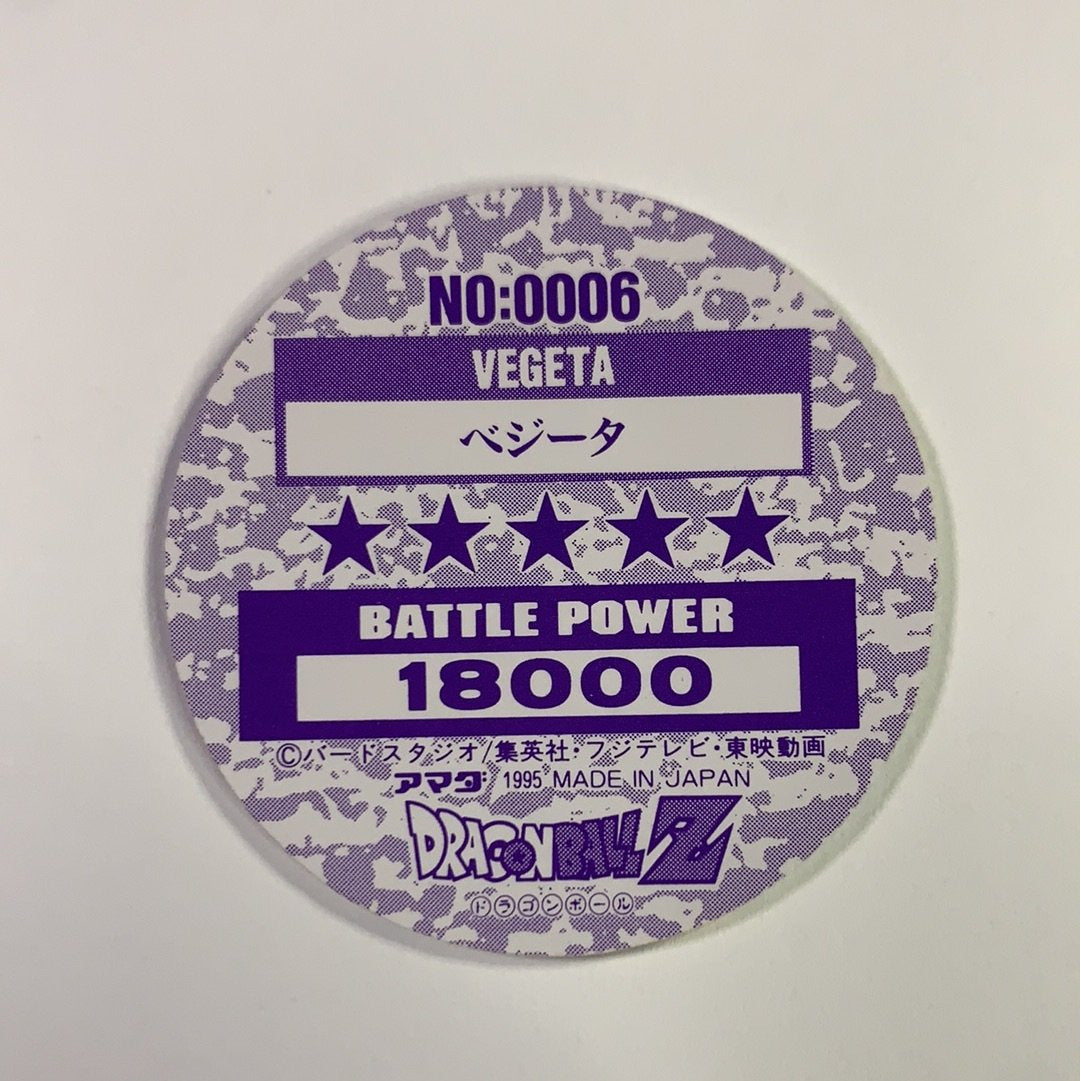 NO:0006
VEGETA
ベジータ
★★★★★
BATTLE POWER
18000
©バードスタジオ/集英社・フジテレビ・東映動画
アマダ 1995 MADE IN JAPAN
DRAGON BALL Z
ドラゴンボール